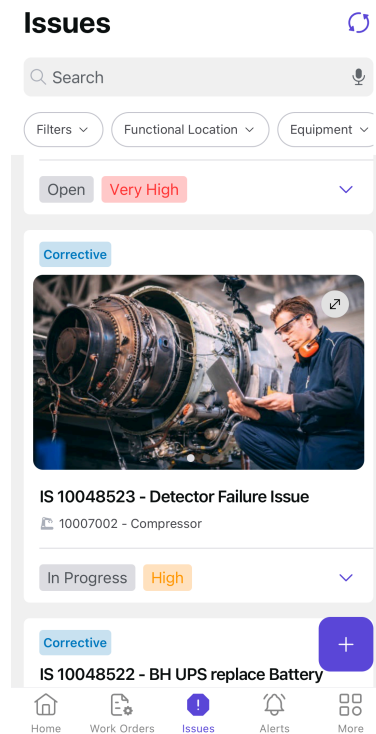 Issues
Search
Filters
Functional Location
Equipment
Open
Very High
Corrective
IS 10048523 - Detector Failure Issue
10007002 - Compressor
In Progress
High
Corrective
IS 10048522 - BH UPS replace Battery
Home
Work Orders
Issues
Alerts
More